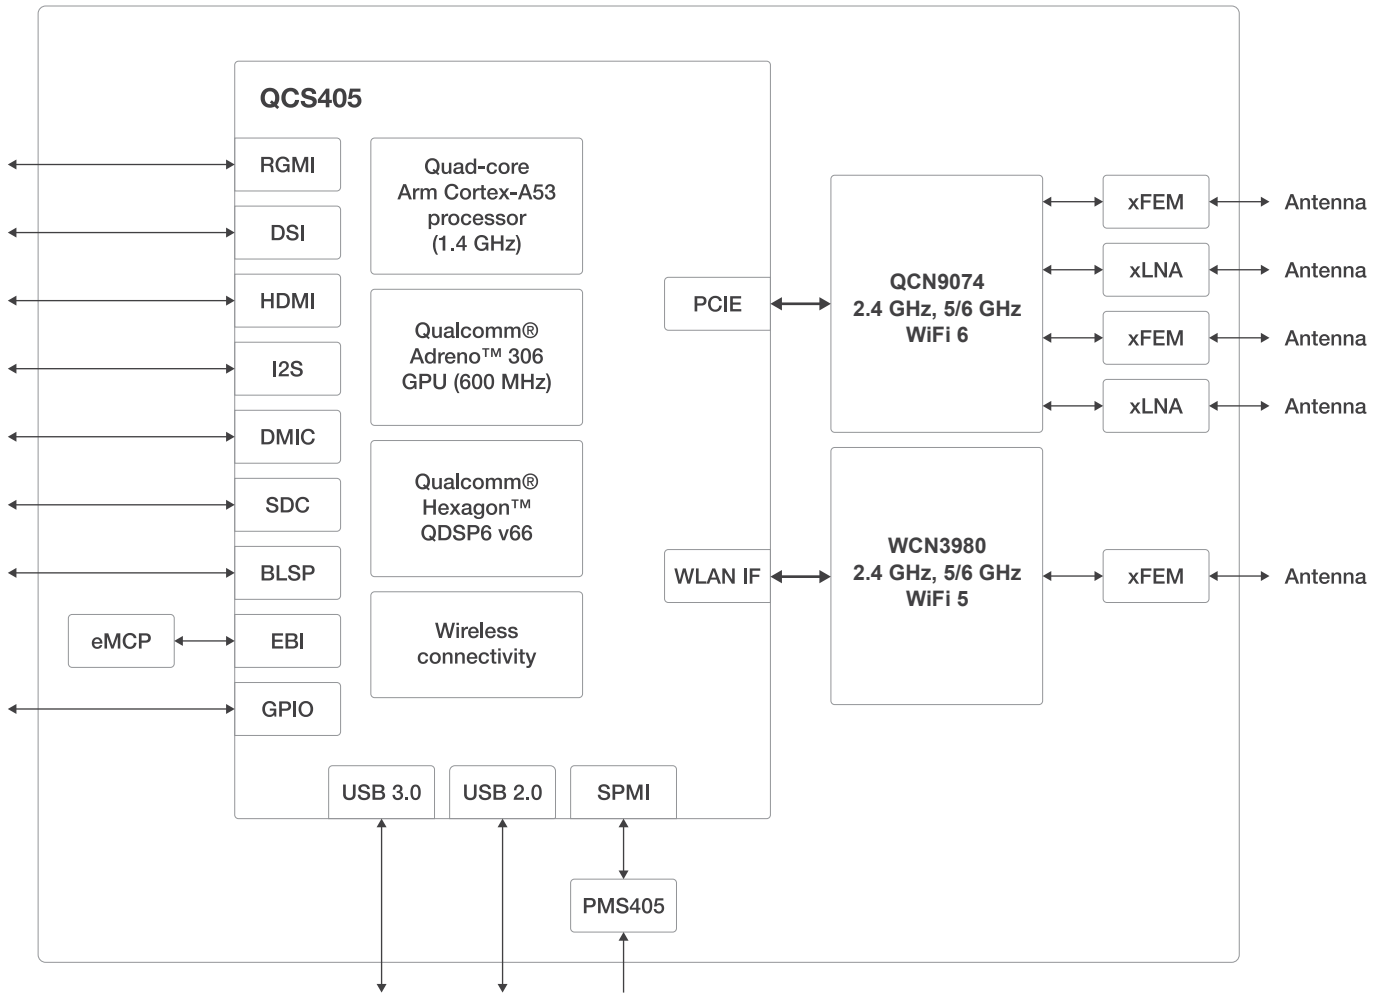 QCS405
RGMI
DSI
HDMI
I2S
DMIC
SDC
BLSP
eMCP
EBI
GPIO
Quad-core
Arm Cortex-A53
processor
(1.4 GHz)
Qualcomm®
Adreno™ 306
GPU (600 MHz)
Qualcomm®
Hexagon™
QDSP6 v66
Wireless
connectivity
PCIE
WLAN IF
USB 3.0
USB 2.0
SPMI
PMS405
QCN9074
2.4 GHz, 5/6 GHz
WiFi 6
WCN3980
2.4 GHz, 5/6 GHz
WiFi 5
xFEM
Antenna
xLNA
Antenna
xFEM
Antenna
xLNA
Antenna
xFEM
Antenna